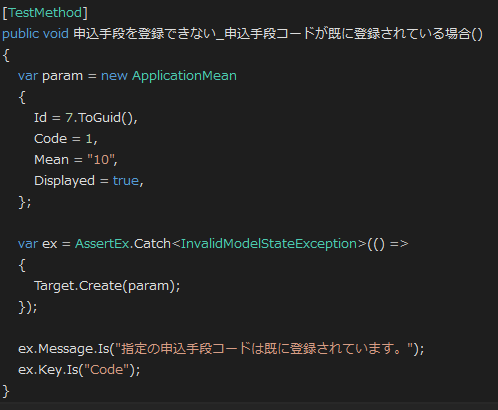 [TestMethod]
public void 申込手段を登録できない_申込手段コードが既に登録されている場合()
{
var param = new ApplicationMean
{
Id = 7.ToGuid(),
Code = 1,
Mean = "10",
Displayed = true,
};
var ex = AssertEx.Catch<InvalidModelStateException>(() =>
{
Target.Create(param);
});
ex.Message.Is("指定の申込手段コードは既に登録されています。");
ex.Key.Is("Code");
}